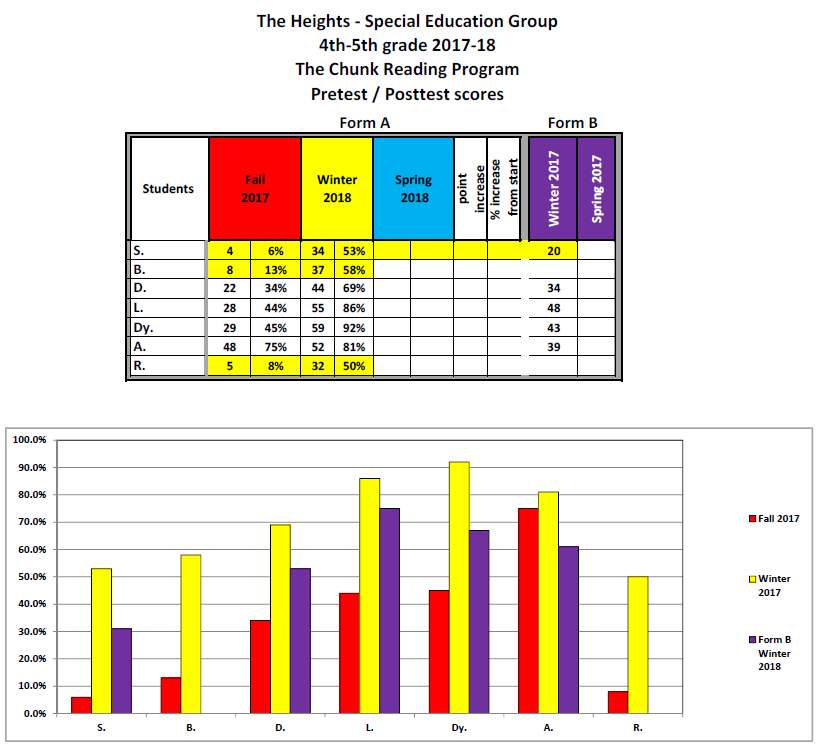 The Heights - Special Education Group
4th-5th grade 2017-18
The Chunk Reading Program
Pretest / Posttest scores
Form A Form B
Students Fall 2017 Winter 2018 Spring 2018 point increase % increase from start Winter 2017 Spring 2017
S. 4 6% 34 53% 20
B. 8 13% 37 58%
D. 22 34% 44 69% 34
L. 28 44% 55 86% 48
Dy. 29 45% 59 92% 43
A. 48 75% 52 81% 39
R. 5 8% 32 50%
100.0%
90.0%
80.0%
70.0%
60.0%
50.0%
40.0%
30.0%
20.0%
10.0%
0.0%
S. B. D. L. Dy. A. R.
Fall 2017
Winter
2017
Form B
Winter
2018